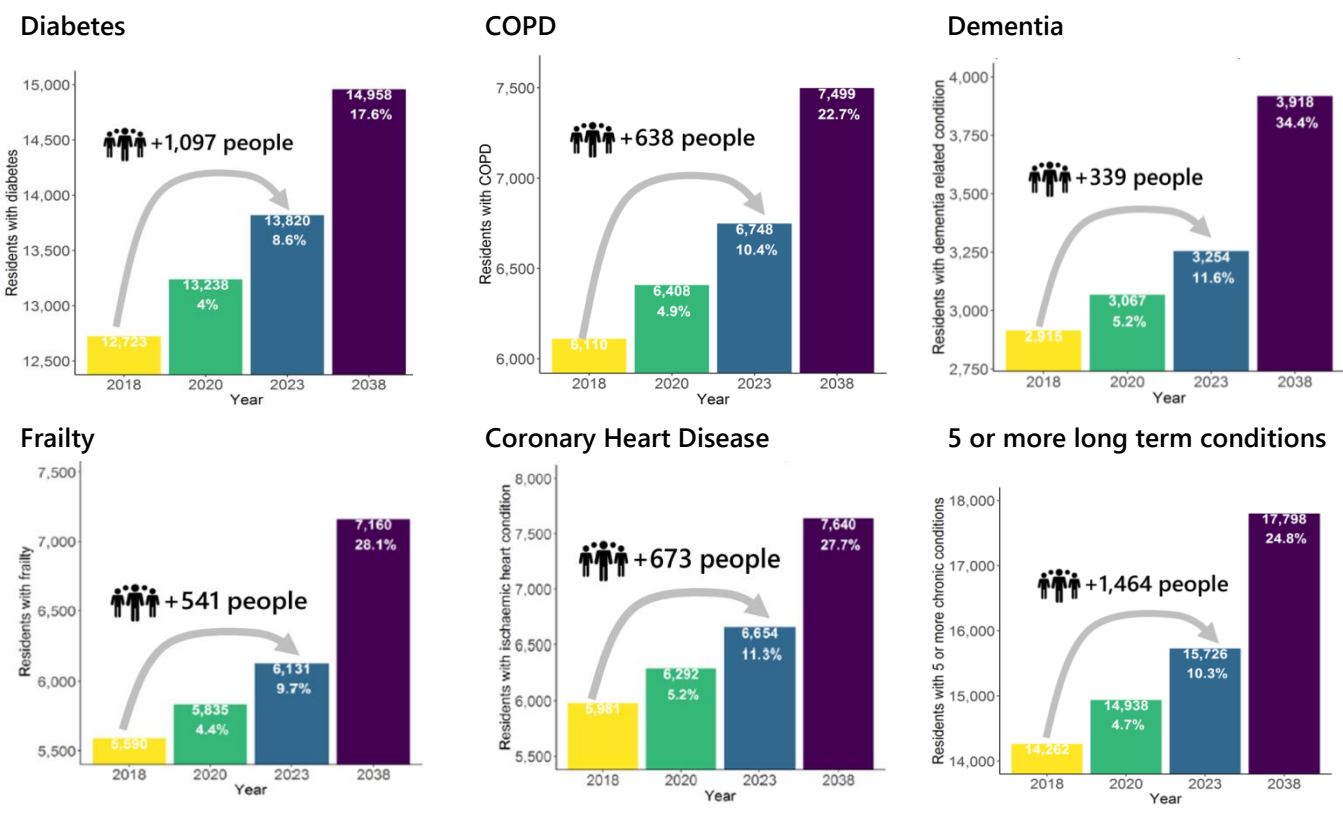 Diabetes
Residents with diabetes
15,000
14,500
14,000
13,500
13,000
12,500
+1,097 people
12,723
13,238
4%
13,820
8.6%
14,958
17.6%
2018 2020 2023 2038
Year
COPD
Residents with COPD
7,500
7,000
6,500
6,000
+638 people
6,110
6,408
4.9%
6,748
10.4%
7,499
22.7%
2018 2020 2023 2038
Year
Dementia
Residents with dementia related condition
4,000
3,750
3,500
3,250
3,000
2,750
+339 people
2,915
3,067
5.2%
3,254
11.6%
3,918
34.4%
2018 2020 2023 2038
Year
Frailty
Residents with frailty
7,500
7,000
6,500
6,000
5,500
+541 people
5,590
5,835
4.4%
6,131
9.7%
7,160
28.1%
2018 2020 2023 2038
Year
Coronary Heart Disease
Residents with ischaemic heart condition
8,000
7,500
7,000
6,500
6,000
5,500
+673 people
5,981
6,292
5.2%
6,654
11.3%
7,640
27.7%
2018 2020 2023 2038
Year
5 or more long term conditions
Residents with 5 or more chronic conditions
18,000
17,000
16,000
15,000
14,000
+1,464 people
14,262
14,938
4.7%
15,726
10.3%
17,798
24.8%
2018 2020 2023 2038
Year